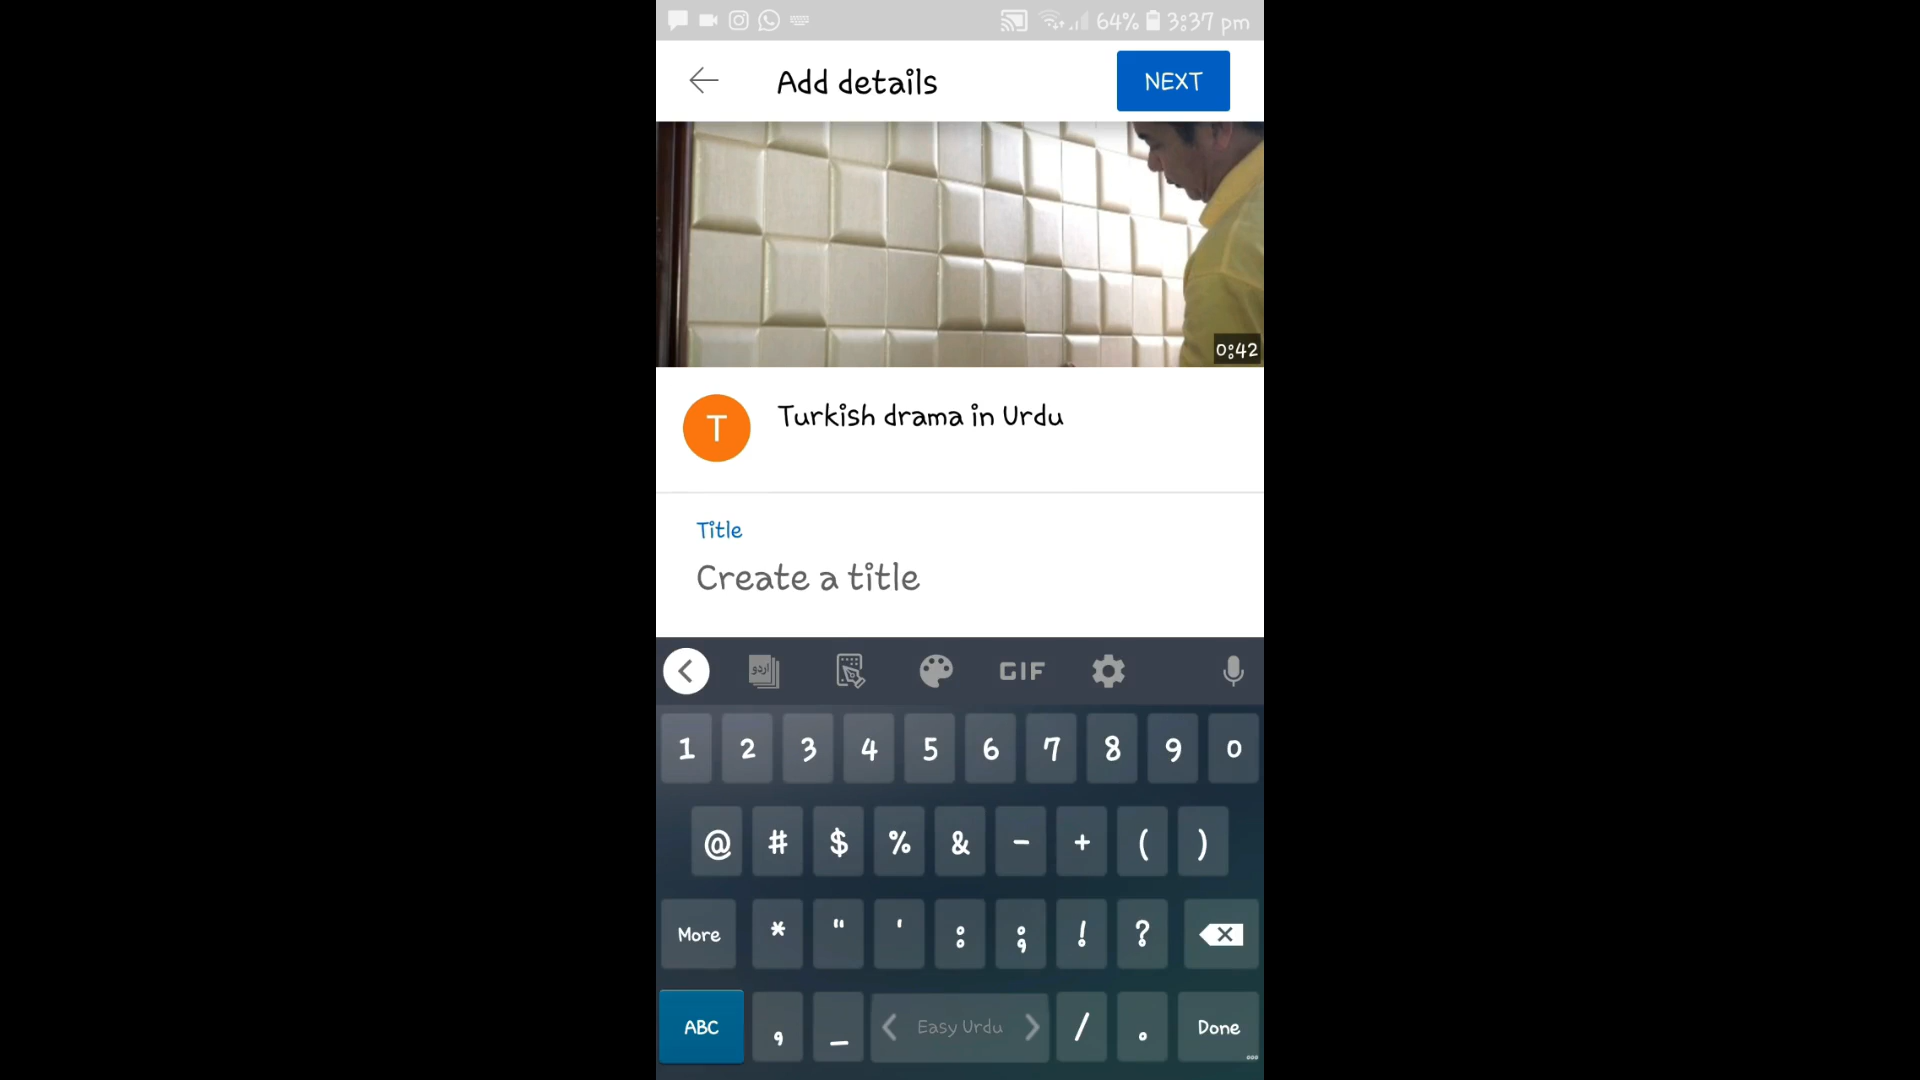 64% 3:37 pm
Add details
NEXT
0:42
T
Turkish drama in Urdu
Title
Create a title
اردو
GIF
1 2 3 4 5 6 7 8 9 0
@ # $ % & - + ( )
More * " ' : ; ! ?
ABC , _ Easy Urdu / . Done